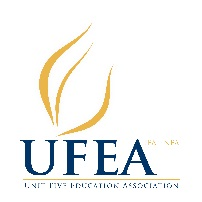 UFEA
IEA - NEA
UNIT FIVE EDUCATION ASSOCIATION